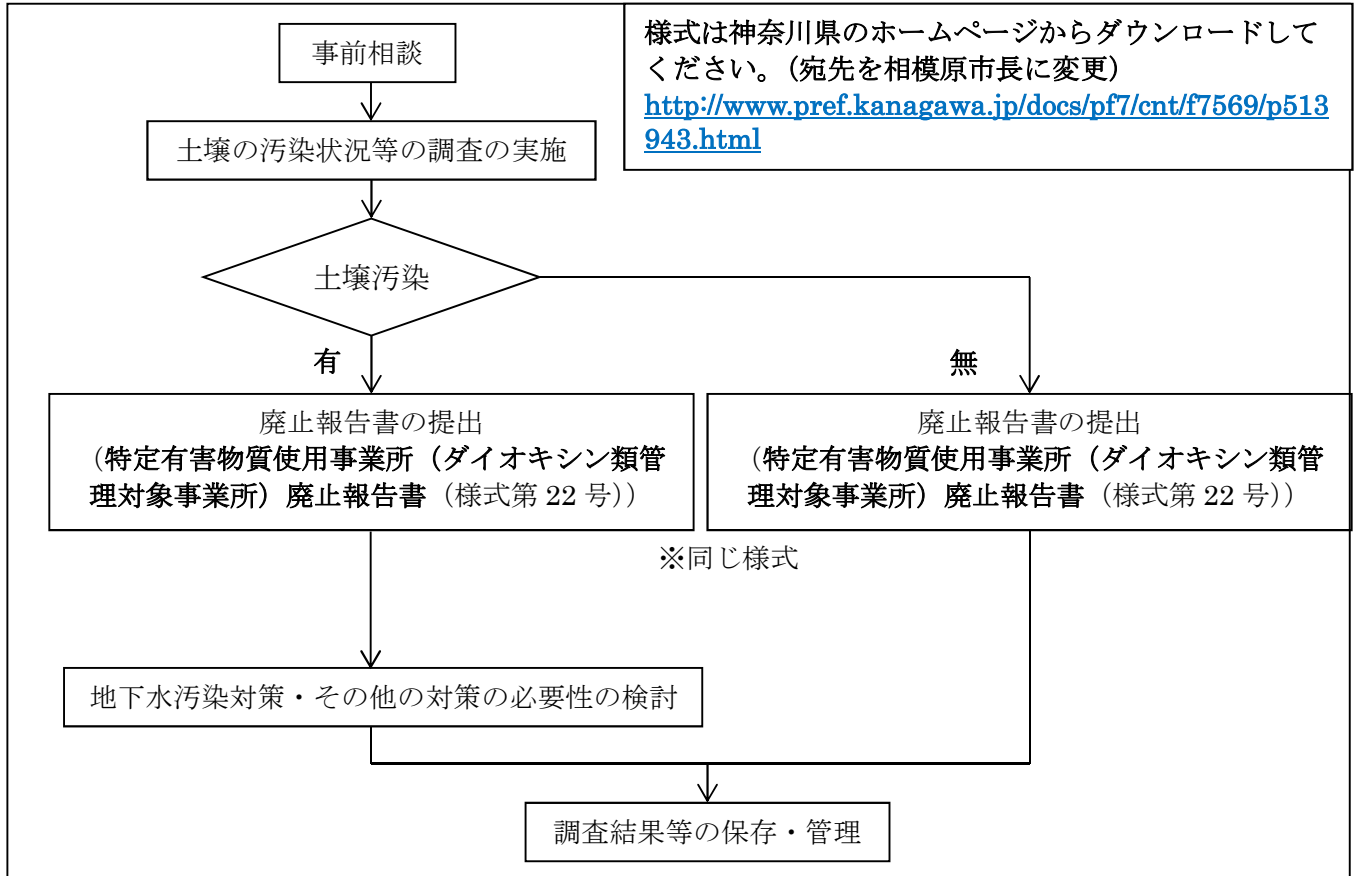 事前相談
様式は神奈川県のホームページからダウンロードして
ください。（宛先を相模原市長に変更）
http://www.pref.kanagawa.jp/docs/pf7/cnt/f7569/p513
943.html
土壌の汚染状況等の調査の実施
土壌汚染
有
無
廃止報告書の提出
（特定有害物質使用事業所（ダイオキシン類管
理対象事業所）廃止報告書（様式第 22 号））
廃止報告書の提出
（特定有害物質使用事業所（ダイオキシン類管
理対象事業所）廃止報告書（様式第 22 号））
※同じ様式
地下水汚染対策・その他の対策の必要性の検討
調査結果等の保存・管理